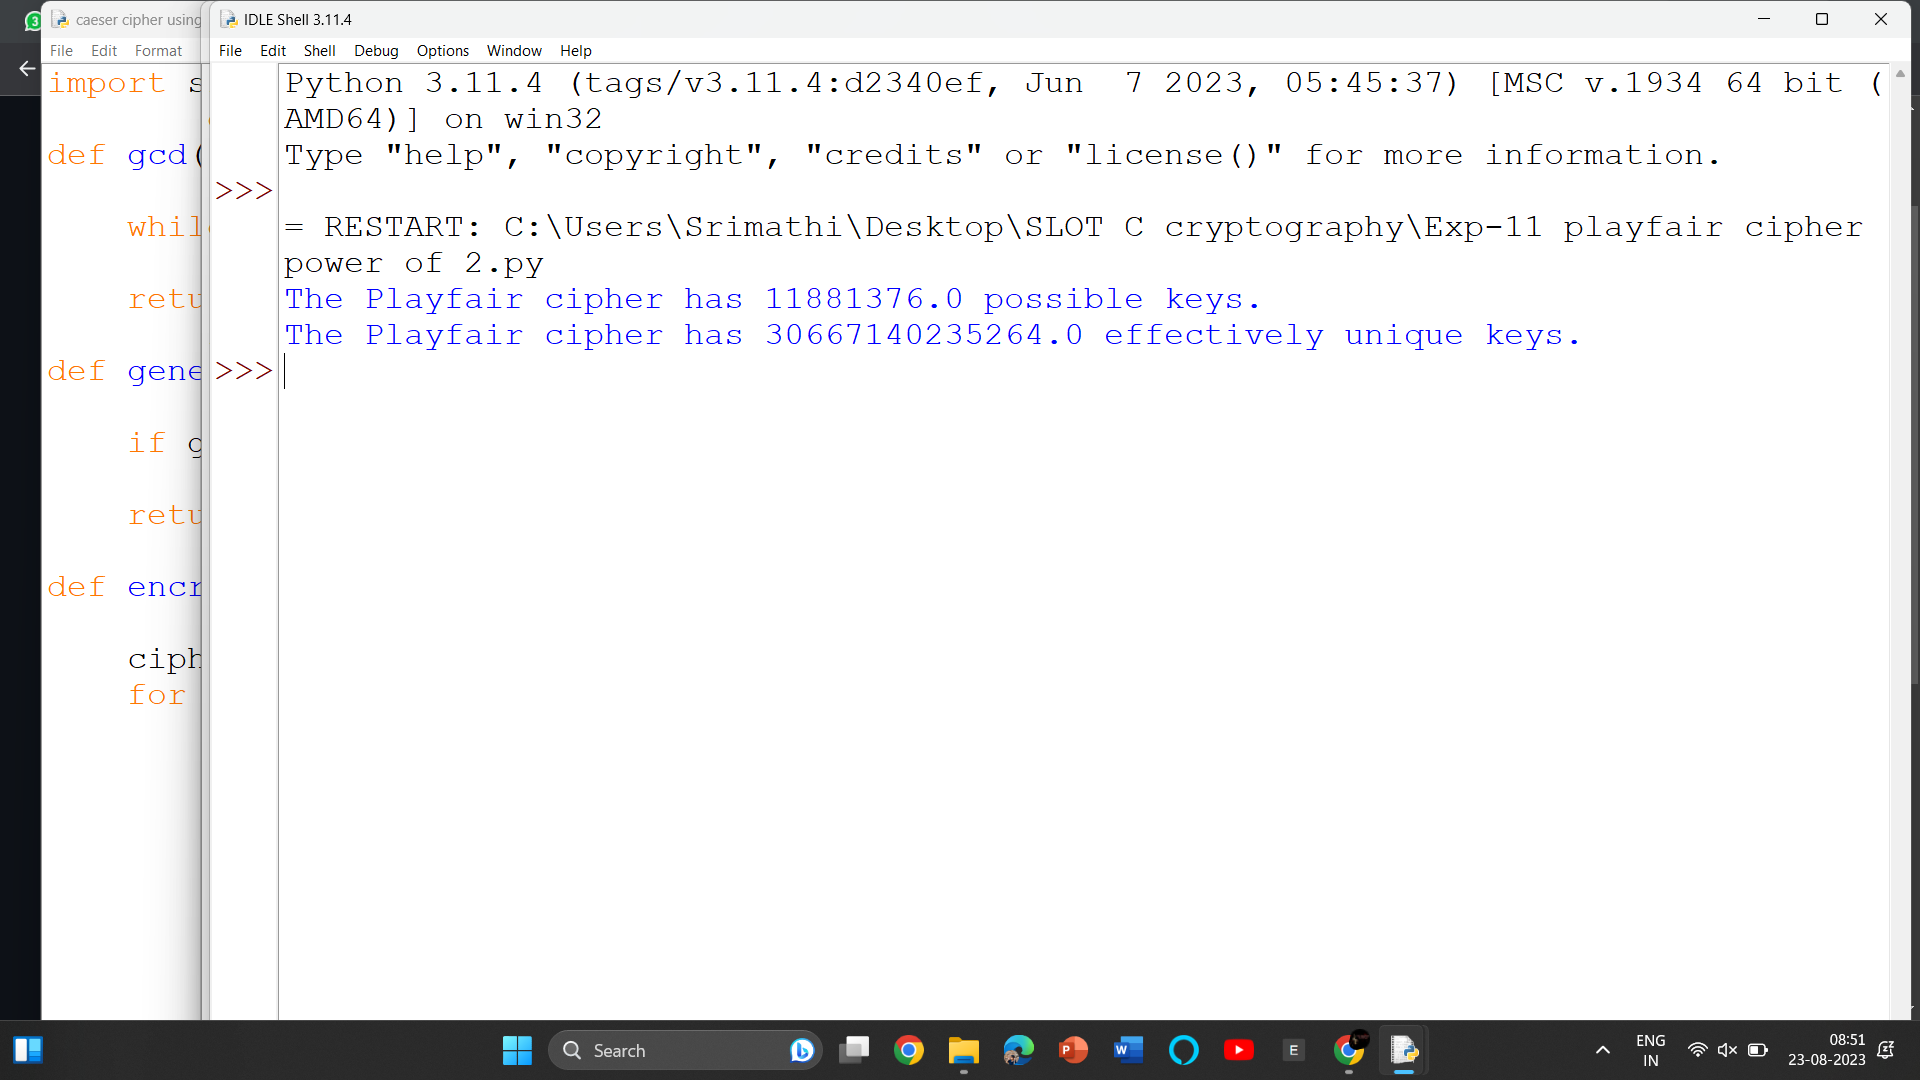 3
caeser cipher using
File Edit Format
import s
def gcd(
whil
retu
def gene
if g
retu
def encr
ciph
for
IDLE Shell 3.11.4
File Edit Shell Debug Options Window Help
Python 3.11.4 (tags/v3.11.4:d2340ef, Jun  7 2023, 05:45:37) [MSC v.1934 64 bit (
AMD64)] on win32
Type "help", "copyright", "credits" or "license()" for more information.
>>>
= RESTART: C:\Users\Srimathi\Desktop\SLOT C cryptography\Exp-11 playfair cipher
power of 2.py
The Playfair cipher has 11881376.0 possible keys.
The Playfair cipher has 30667140235264.0 effectively unique keys.
>>>
Search
P
W
E
ENG
IN
08:51
23-08-2023